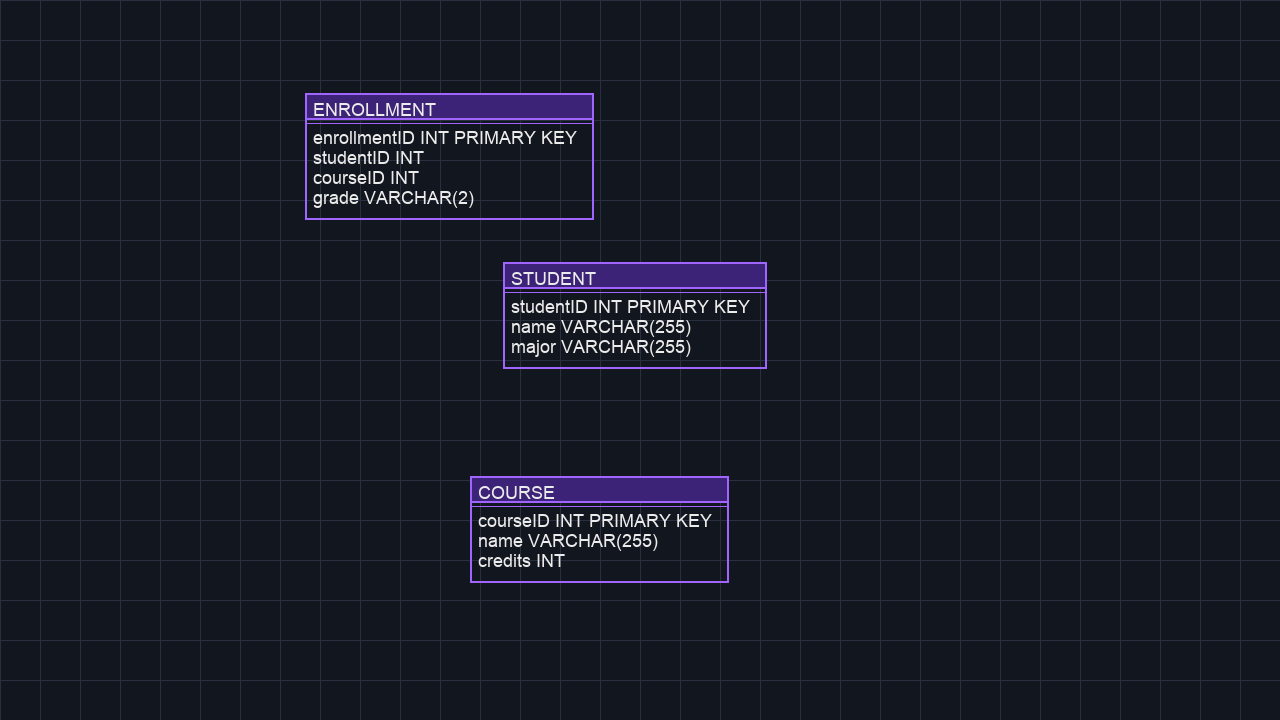 ENROLLMENT
enrollmentID INT PRIMARY KEY
studentID INT
courseID INT
grade VARCHAR(2)
STUDENT
studentID INT PRIMARY KEY
name VARCHAR(255)
major VARCHAR(255)
COURSE
courseID INT PRIMARY KEY
name VARCHAR(255)
credits INT